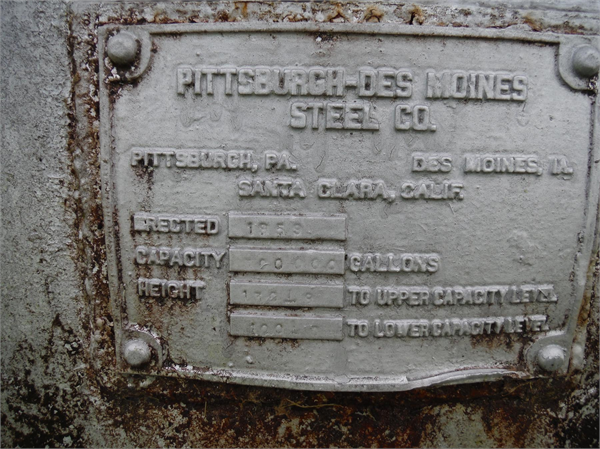 PITTSBURGH-DES MOINES
STEEL CO.
PITTSBURGH, PA. DES MOINES, IA.
SANTA CLARA, CALIF.
ERECTED
CAPACITY GALLONS
HEIGHT TO UPPER CAPACITY LEVEL
TO LOWER CAPACITY LEVEL